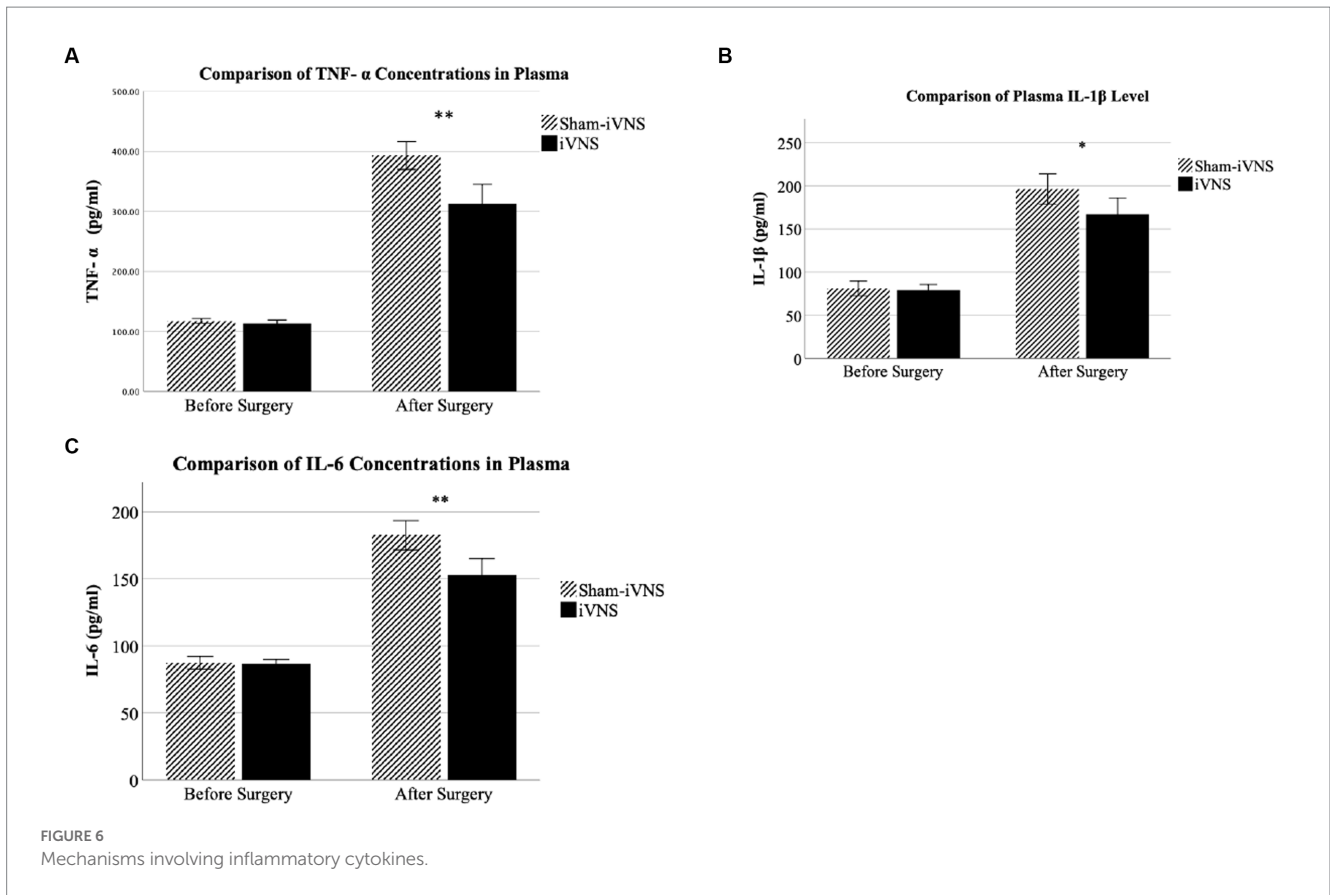 A
Comparison of TNF- α Concentrations in Plasma
500.00
400.00
300.00
200.00
100.00
0.00
TNF- α (pg/ml)
**
Sham-iVNS
iVNS
Before Surgery
After Surgery
B
Comparison of Plasma IL-1β Level
250
200
150
100
50
0
IL-1β (pg/ml)
*
Sham-iVNS
iVNS
Before Surgery
After Surgery
C
Comparison of IL-6 Concentrations in Plasma
200
150
100
50
0
IL-6 (pg/ml)
**
Sham-iVNS
iVNS
Before Surgery
After Surgery
FIGURE 6
Mechanisms involving inflammatory cytokines.